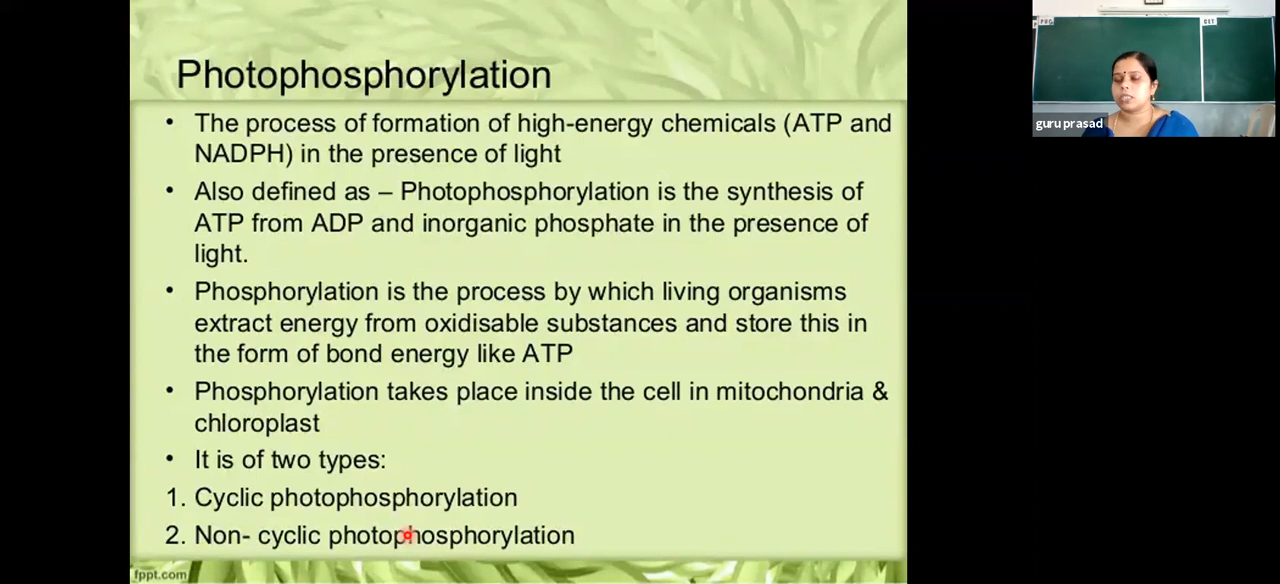 Photophosphorylation
• The process of formation of high-energy chemicals (ATP and
NADPH) in the presence of light
• Also defined as – Photophosphorylation is the synthesis of
ATP from ADP and inorganic phosphate in the presence of
light.
• Phosphorylation is the process by which living organisms
extract energy from oxidisable substances and store this in
the form of bond energy like ATP
• Phosphorylation takes place inside the cell in mitochondria &
chloroplast
• It is of two types:
1. Cyclic photophosphorylation
2. Non- cyclic photophosphorylation
fppt.com
guru prasad